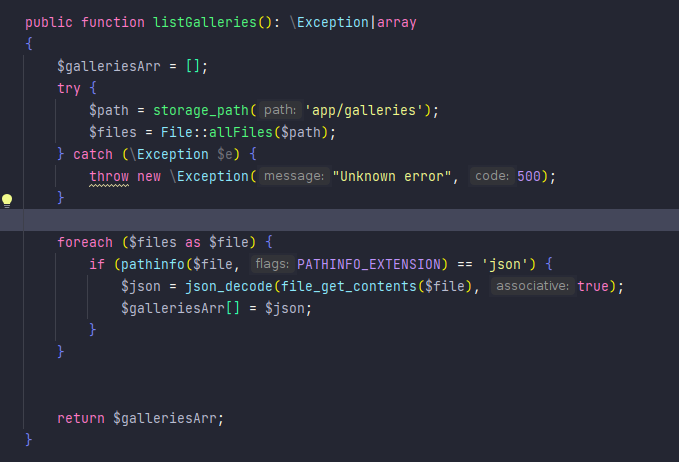 public function listGalleries(): \Exception|array
{
    $galleriesArr = [];
    try {
        $path = storage_path( path: 'app/galleries');
        $files = File::allFiles($path);
    } catch (\Exception $e) {
        throw new \Exception( message: "Unknown error", code: 500);
    }
    foreach ($files as $file) {
        if (pathinfo($file, flags: PATHINFO_EXTENSION) == 'json') {
            $json = json_decode(file_get_contents($file), associative: true);
            $galleriesArr[] = $json;
        }
    }
    return $galleriesArr;
}